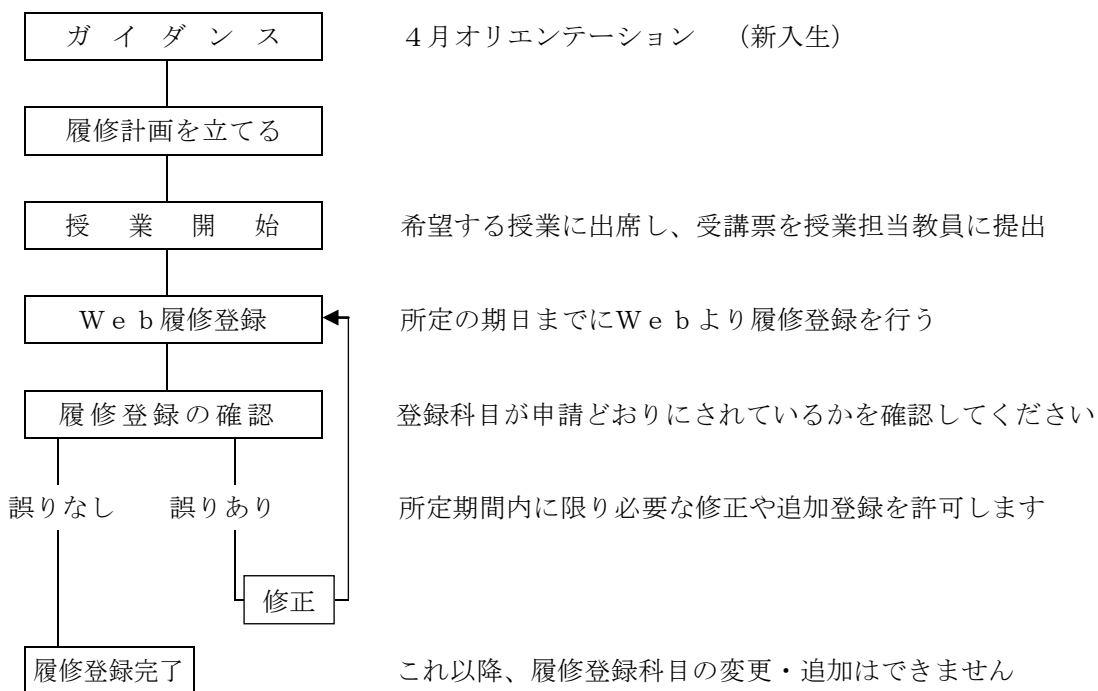 ガイダンス ４月オリエンテーション （新入生）
履修計画を立てる
授業開始 希望する授業に出席し、受講票を授業担当教員に提出
Ｗｅｂ履修登録 所定の期日までにＷｅｂより履修登録を行う
履修登録の確認 登録科目が申請どおりにされているかを確認してください
誤りなし 誤りあり 所定期間内に限り必要な修正や追加登録を許可します
修正
履修登録完了 これ以降、履修登録科目の変更・追加はできません